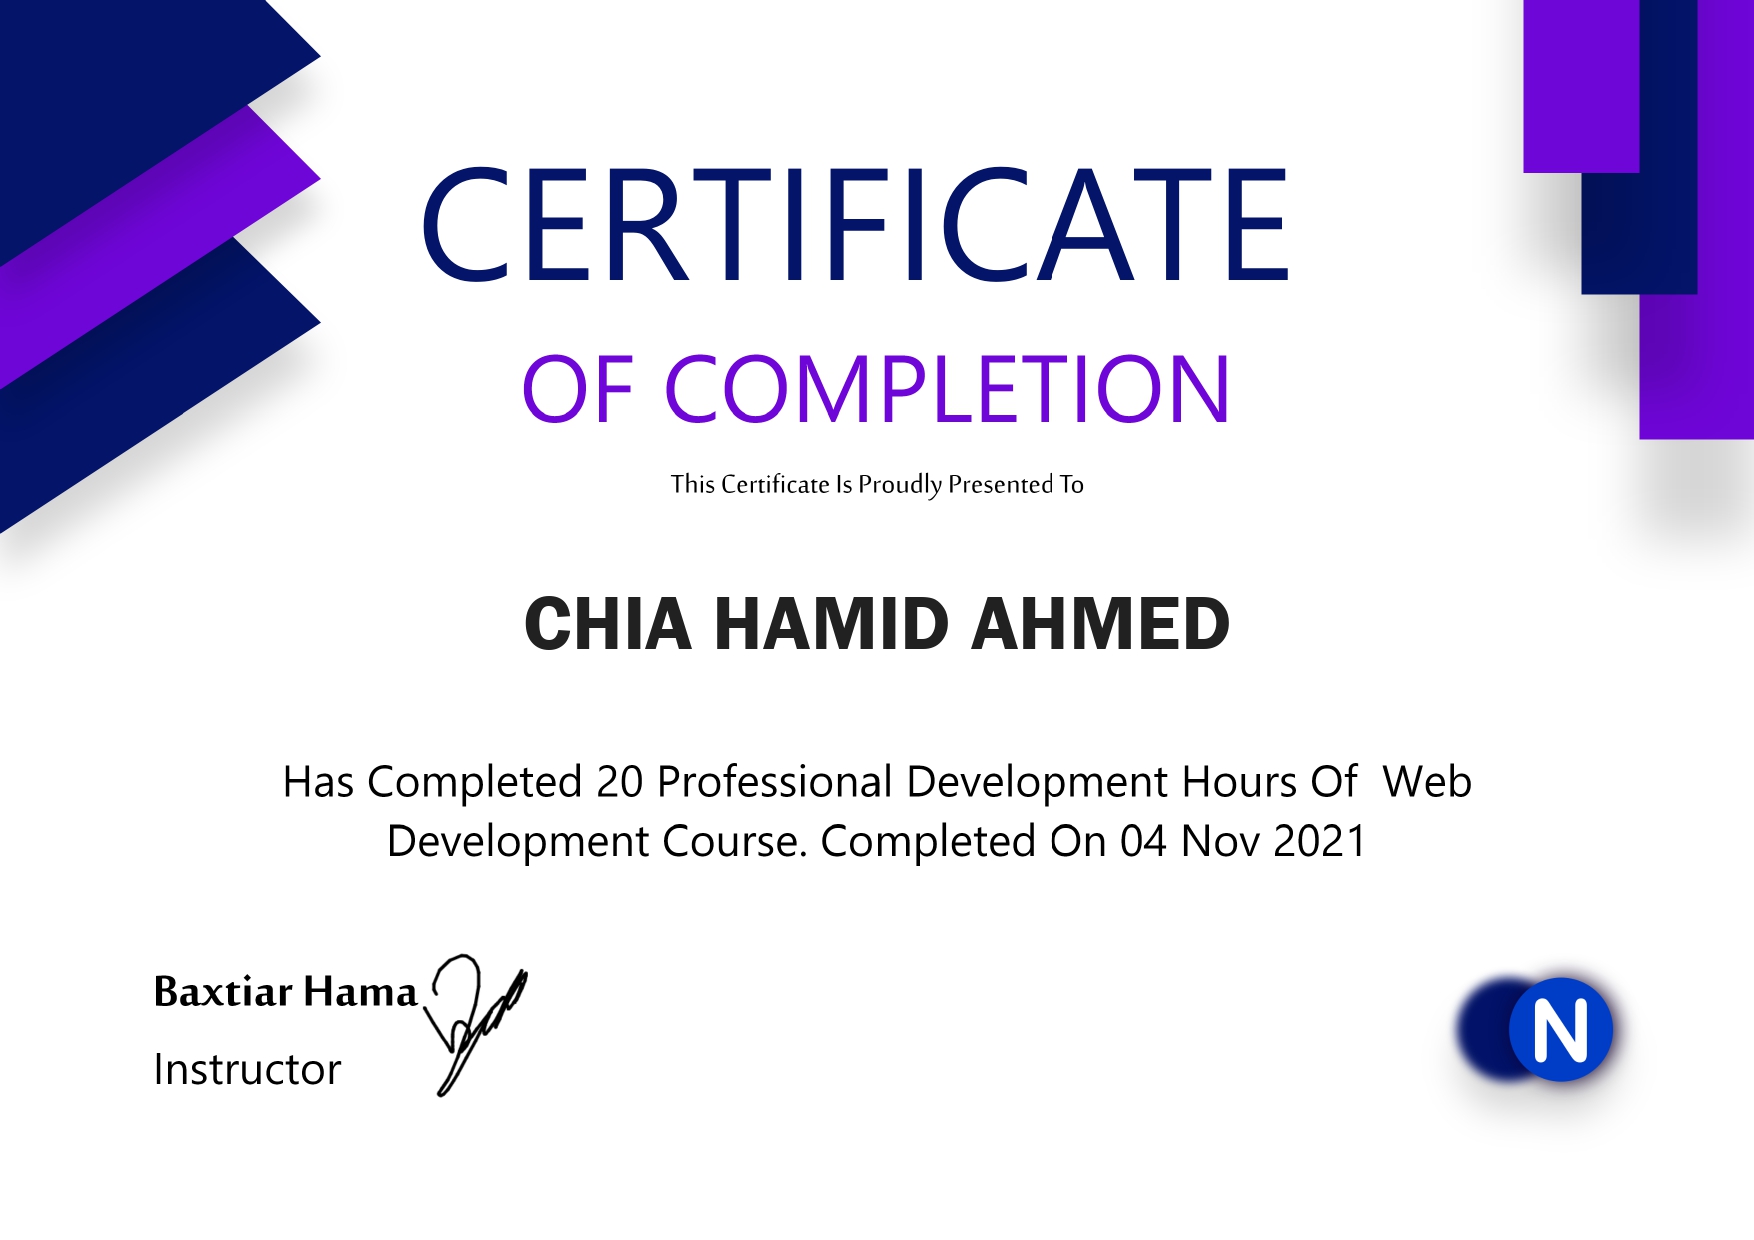 CERTIFICATE
OF COMPLETION
This Certificate Is Proudly Presented To
CHIA HAMID AHMED
Has Completed 20 Professional Development Hours Of  Web
Development Course. Completed On 04 Nov 2021
Baxtiar Hama
Instructor
N